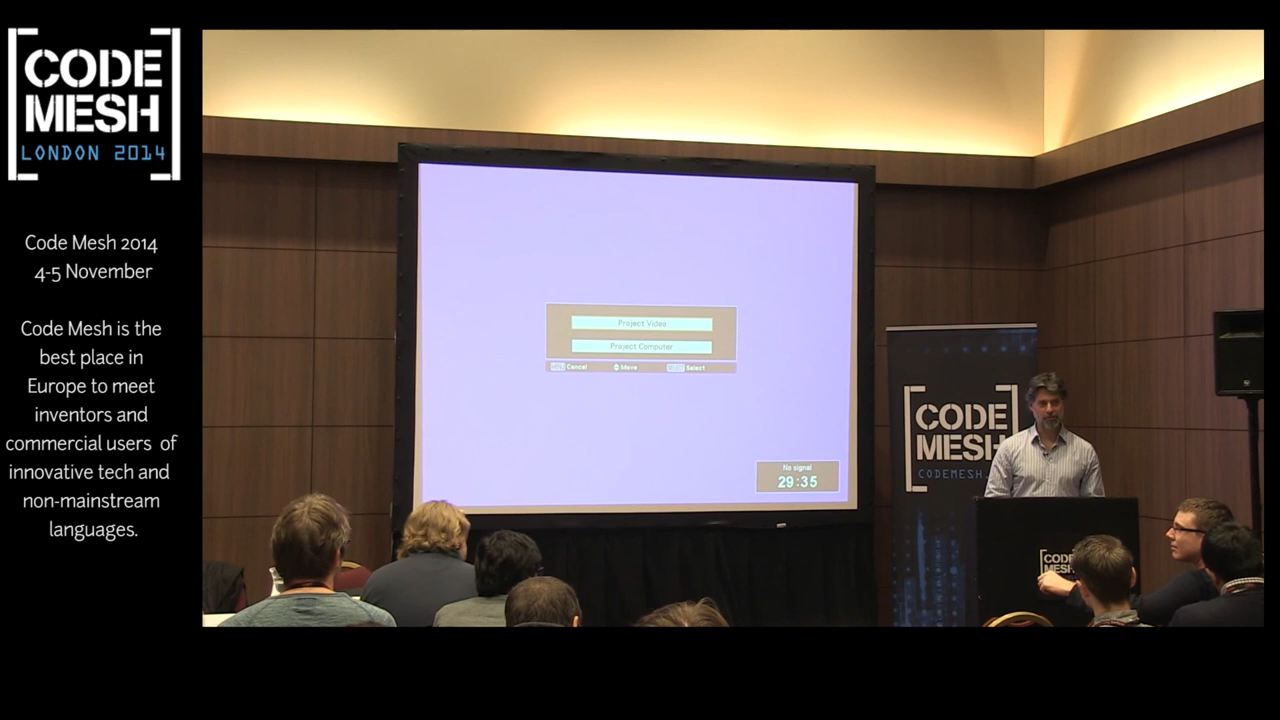 CODE
MESH
LONDON 2014
Code Mesh 2014
4-5 November
Code Mesh is the
best place in
Europe to meet
inventors and
commercial users of
innovative tech and
non-mainstream
languages.
Project Video
Project Computer
Cancel Move Select
No signal
29:35
CODE
MESH
CODEMESH.
CODE
MESH